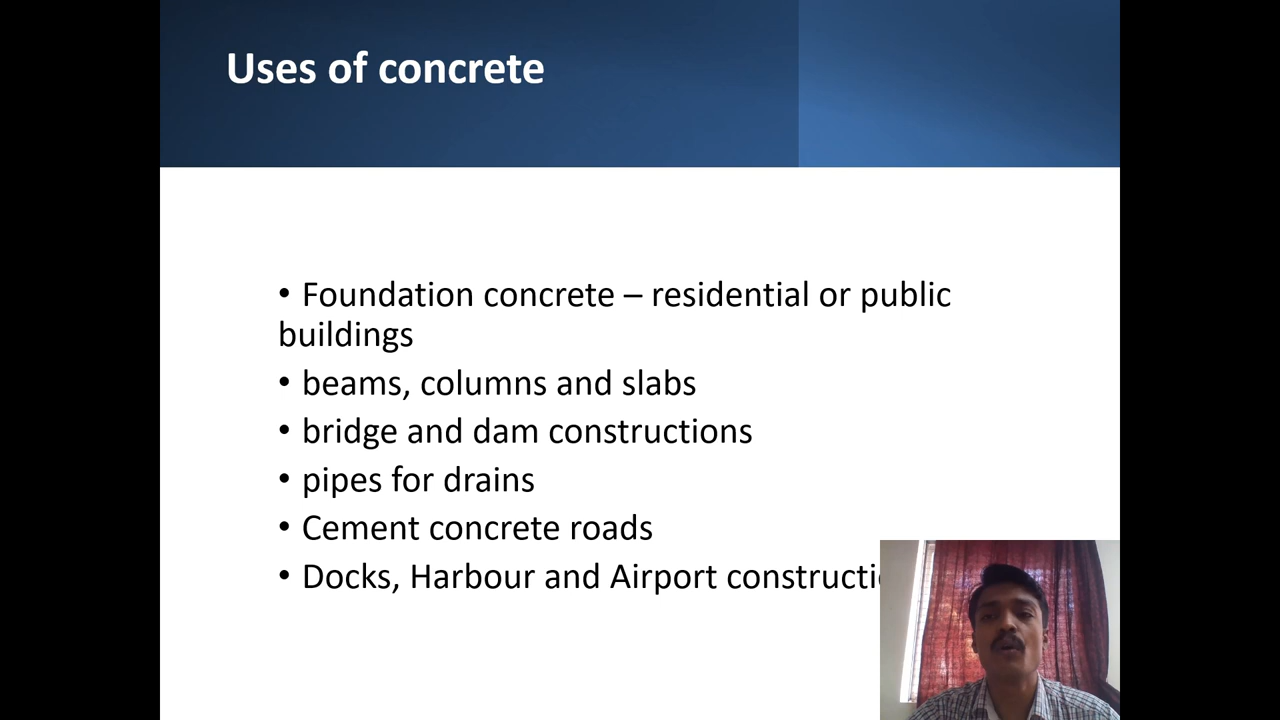 Uses of concrete
• Foundation concrete – residential or public
buildings
• beams, columns and slabs
• bridge and dam constructions
• pipes for drains
• Cement concrete roads
• Docks, Harbour and Airport